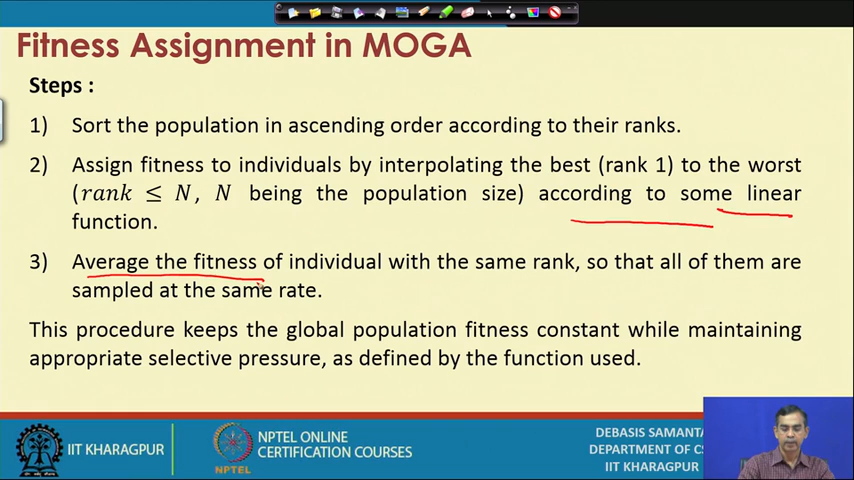 Fitness Assignment in MOGA
Steps :
1) Sort the population in ascending order according to their ranks.
2) Assign fitness to individuals by interpolating the best (rank 1) to the worst
(rank ≤ N, N being the population size) according to some linear
function.
3) Average the fitness of individual with the same rank, so that all of them are
sampled at the same rate.
This procedure keeps the global population fitness constant while maintaining
appropriate selective pressure, as defined by the function used.
IIT KHARAGPUR
NPTEL
NPTEL ONLINE
CERTIFICATION COURSES
DEBASIS SAMANTA
DEPARTMENT OF CS
IIT KHARAGPUR